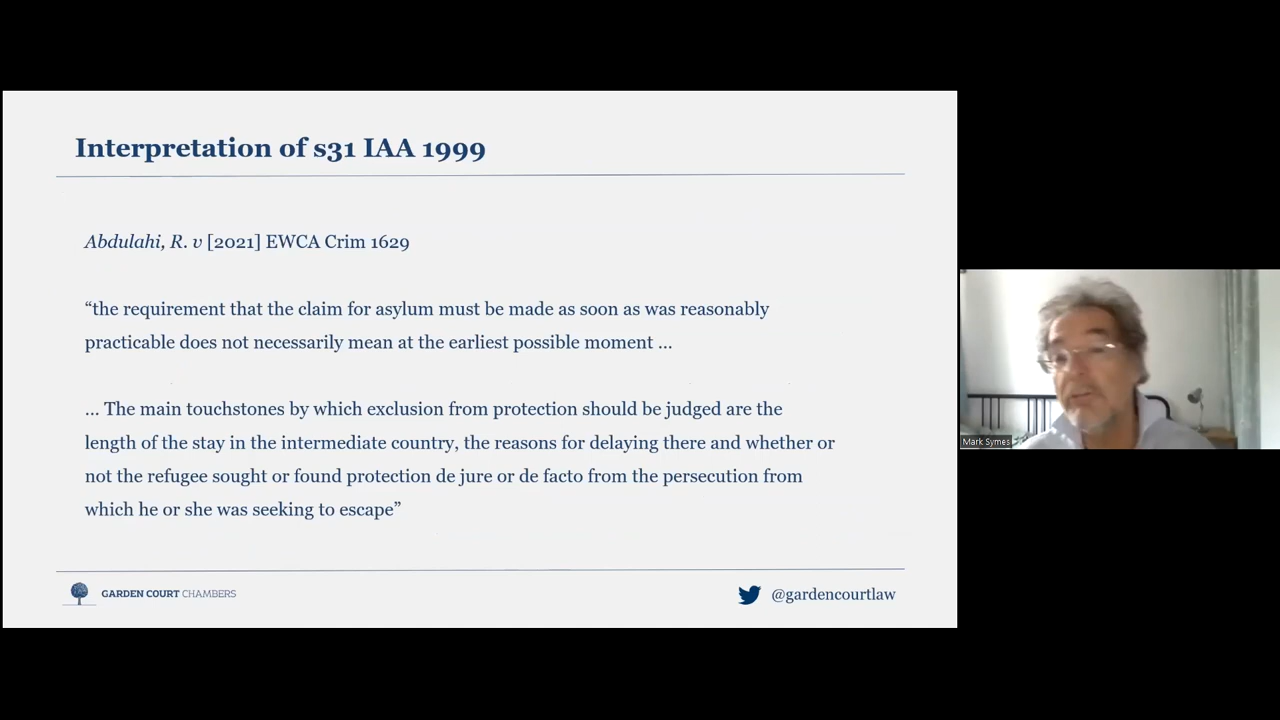 Interpretation of s31 IAA 1999
Abdulahi, R. v [2021] EWCA Crim 1629
“the requirement that the claim for asylum must be made as soon as was reasonably
practicable does not necessarily mean at the earliest possible moment ...
... The main touchstones by which exclusion from protection should be judged are the
length of the stay in the intermediate country, the reasons for delaying there and whether or
not the refugee sought or found protection de jure or de facto from the persecution from
which he or she was seeking to escape”
GARDEN COURT CHAMBERS
@gardencourtlaw
Mark Symes